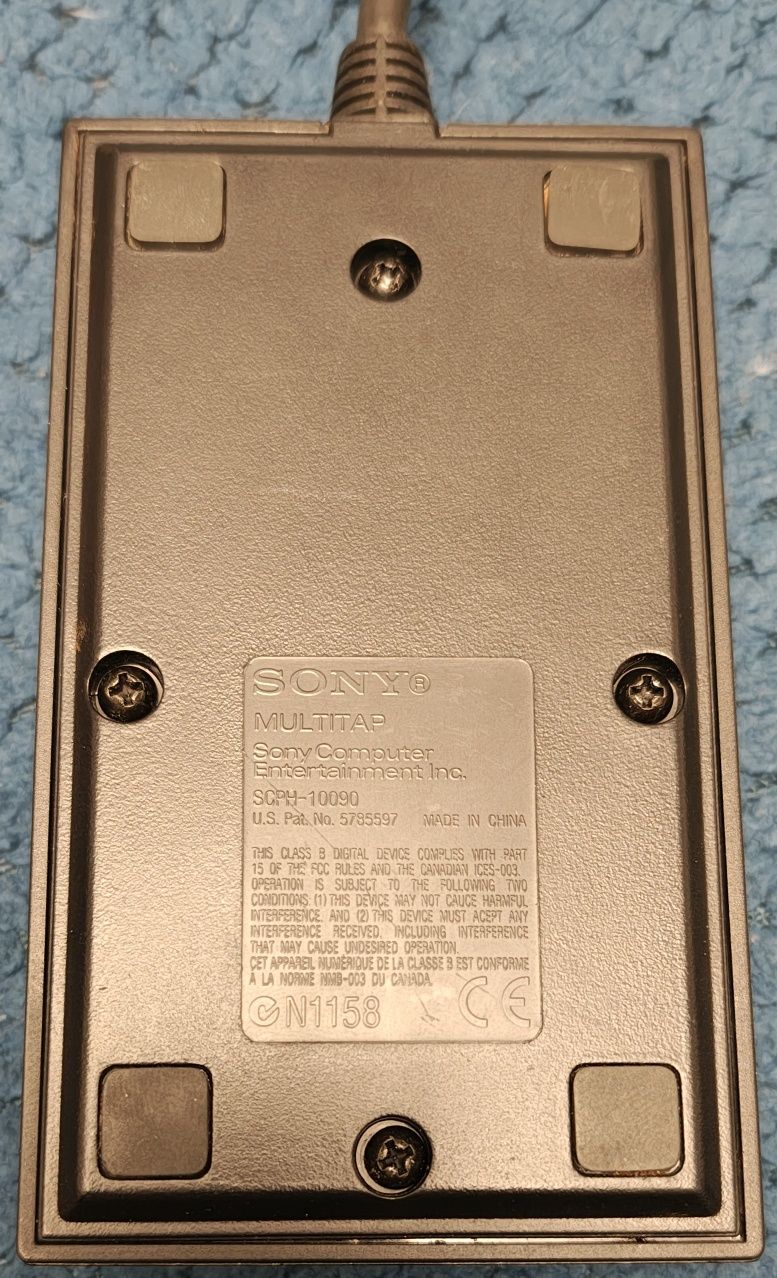 SONY®
MULTITAP
Sony Computer
Entertainment Inc.
SCPH-10090
U.S. Pat. No. 5785597 MADE IN CHINA
THIS CLASS B DIGITAL DEVICE COMPLIES WITH PART
15 OF THE FCC RULES AND THE CANADIAN ICES-003.
OPERATION IS SUBJECT TO THE FOLLOWING TWO
CONDITIONS: (1) THIS DEVICE MAY NOT CAUCE HARMFUL
INTERFERENCE, AND (2) THIS DEVICE MUST ACEPT ANY
INTERFERENCE RECEIVED, INCLUDING INTERFERENCE
THAT MAY CAUSE UNDESIRED OPERATION.
CET APPAREIL NUMÉRIQUE DE LA CLASSE B EST CONFORME
À LA NORME NMB-003 DU CANADA.
N1158 CE